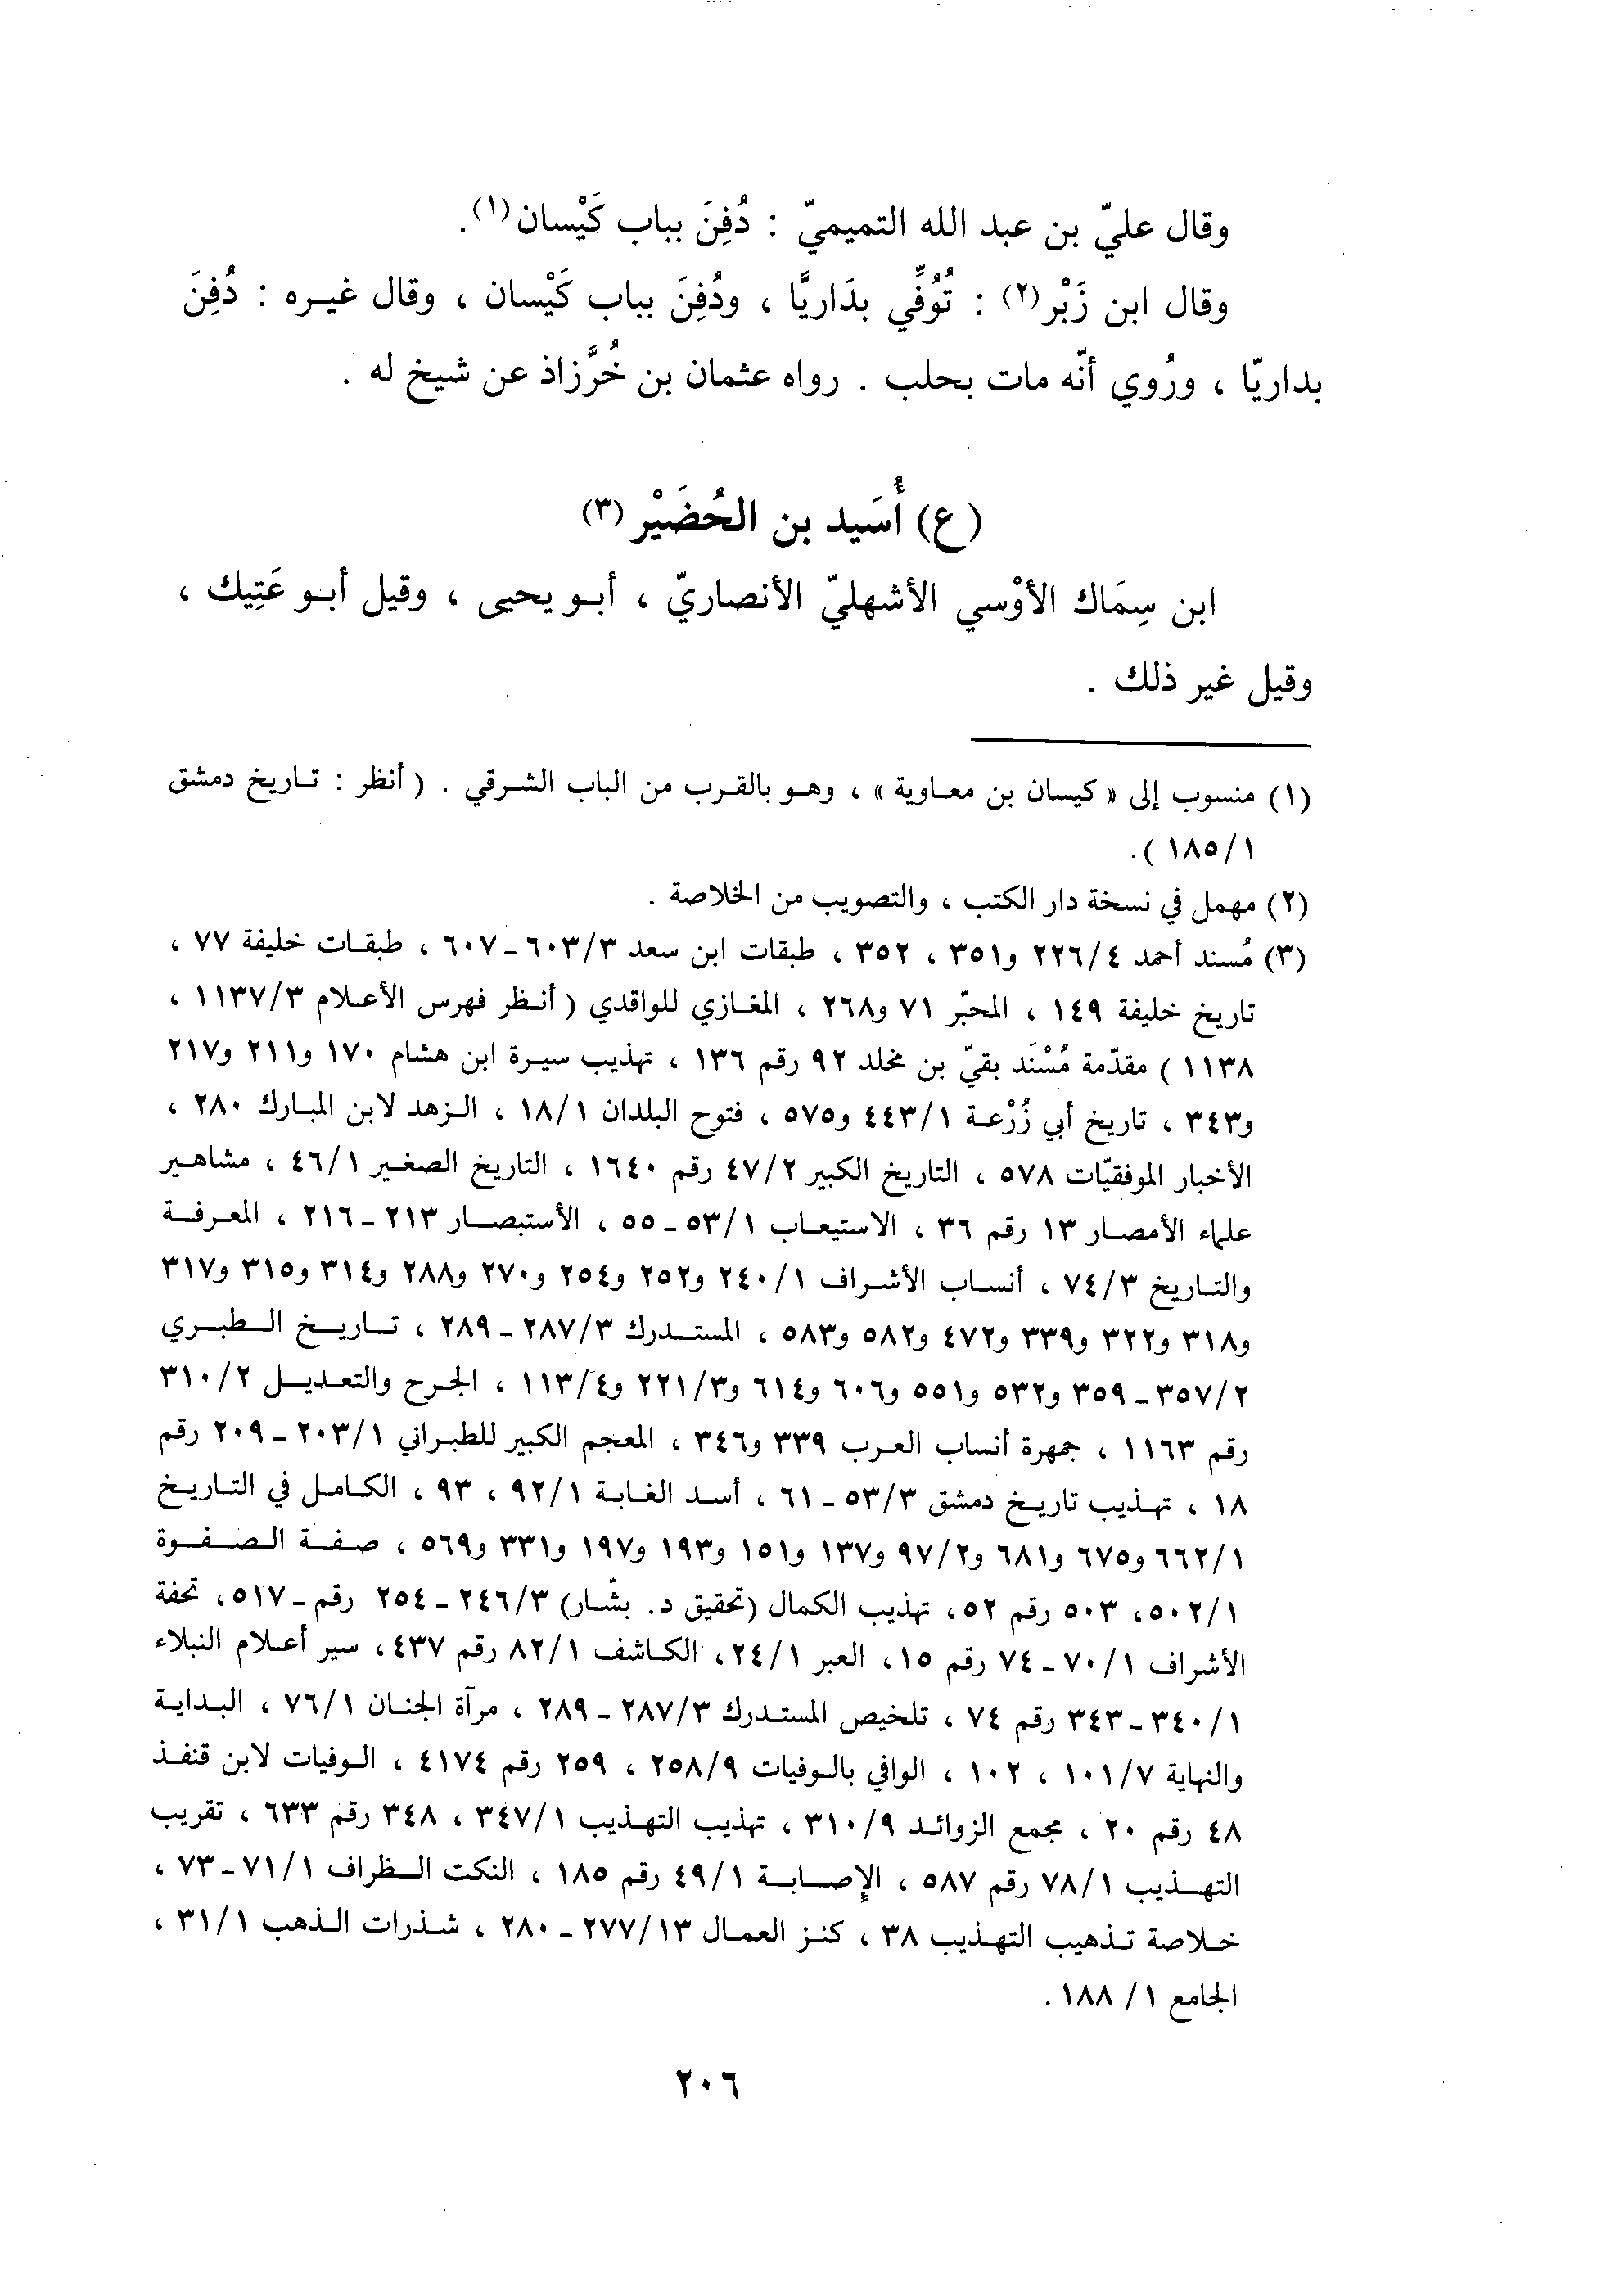 وقال عليّ بن عبد الله التميميّ : دُفِنَ بباب كَيْسان(١).
وقال ابن زَبْر(٢) : تُوُفِّي بدَاريَّا ، ودُفِنَ بباب كَيْسان ، وقال غيره : دُفِنَ
بداريّا ، ورُوي أنّه مات بحلب . رواه عثمان بن خُرَّزاذ عن شيخ له .
(ع) أُسَيد بن الحُضَيْر (٣)
ابن سِمَاك الأوْسي الأشهليّ الأنصاريّ ، أبو يحيى ، وقيل أبو عَتِيك ،
وقيل غير ذلك .
(١) منسوب إلى « كيسان بن معاوية » ، وهو بالقرب من الباب الشرقي . ( أنظر : تاريخ دمشق
١/١٨٥ ).
(٢) مهمل في نسخة دار الكتب ، والتصويب من الخلاصة .
(٣) مُسند أحمد ٤/٢٢٦ و٣٥١ ، ٣٥٢ ، طبقات ابن سعد ٣/٦٠٣ ـ ٦٠٧ ، طبقات خليفة ٧٧ ،
تاريخ خليفة ١٤٩ ، المحبّر ٧١ و٢٦٨ ، المغازي للواقدي ( أنظر فهرس الأعلام ٣/١١٣٧ ،
١١٣٨ ) مقدّمة مُسْنَد بقيّ بن مخلد ٩٢ رقم ١٣٦ ، تهذيب سيرة ابن هشام ١٧٠ و٢١١ و٢١٧
و٣٤٣ ، تاريخ أبي زُرْعة ١/٤٤٣ و٥٧٥ ، فتوح البلدان ١/١٨ ، الزهد لابن المبارك ٢٨٠ ،
الأخبار الموفقيّات ٥٧٨ ، التاريخ الكبير ٢/٤٧ رقم ١٦٤٠ ، التاريخ الصغير ١/٤٦ ، مشاهير
علماء الأمصار ١٣ رقم ٣٦ ، الاستيعاب ١/٥٣ ـ ٥٥ ، الأستبصار ٢١٣ ـ ٢١٦ ، المعرفة
والتاريخ ٣/٧٤ ، أنساب الأشراف ١/٢٤٠ و٢٥٢ و٢٥٤ و٢٧٠ و٢٨٨ و٣١٤ و٣١٥ و٣١٧
و٣١٨ و٣٢٢ و٣٣٩ و٤٧٢ و٥٨٢ و٥٨٣ ، المستدرك ٣/٢٨٧ ـ ٢٨٩ ، تاريخ الطبري
٢/٣٥٧ ـ ٣٥٩ و٥٣٢ و٥٥١ و٦٠٦ و٦١٤ و٣/٢٢١ و٤/١١٣ ، الجرح والتعديل ٢/٣١٠
رقم ١١٦٣ ، جمهرة أنساب العرب ٣٣٩ و٣٤٦ ، المعجم الكبير للطبراني ١/٢٠٣ ـ ٢٠٩ رقم
١٨ ، تهذيب تاريخ دمشق ٣/٥٣ ـ ٦١ ، أسد الغابة ١/٩٢ ، ٩٣ ، الكامل في التاريخ
١/٦٦٢ و٦٧٥ و٦٨١ و٢/٩٧ و١٣٧ و١٥١ و١٩٣ و١٩٧ و٣٣١ و٥٦٩ ، صفة الصفوة
١/٥٠٢، ٥٠٣ رقم ٥٢، تهذيب الكمال (تحقيق د. بشّار) ٣/٢٤٦ ـ ٢٥٤ رقم ـ ٥١٧، تحفة
الأشراف ١/٧٠ ـ ٧٤ رقم ١٥، العبر ١/٢٤، الكاشف ١/٨٢ رقم ٤٣٧، سير أعلام النبلاء
١/٣٤٠ ـ ٣٤٣ رقم ٧٤ ، تلخيص المستدرك ٣/٢٨٧ ـ ٢٨٩ ، مرآة الجنان ١/٧٦ ، البداية
والنهاية ٧/١٠١ ، ١٠٢ ، الوافي بالوفيات ٩/٢٥٨ ، ٢٥٩ رقم ٤١٧٤ ، الوفيات لابن قنفذ
٤٨ رقم ٢٠ ، مجمع الزوائد ٩/٣١٠ ، تهذيب التهذيب ١/٣٤٧ ، ٣٤٨ رقم ٦٣٣ ، تقريب
التهذيب ١/٧٨ رقم ٥٨٧ ، الإصابة ١/٤٩ رقم ١٨٥ ، النكت الظراف ١/٧١ ـ ٧٣ ،
خلاصة تذهيب التهذيب ٣٨ ، كنز العمال ١٣/٢٧٧ ـ ٢٨٠ ، شذرات الذهب ١/٣١ ،
الجامع ١/ ١٨٨ .
٢٠٦